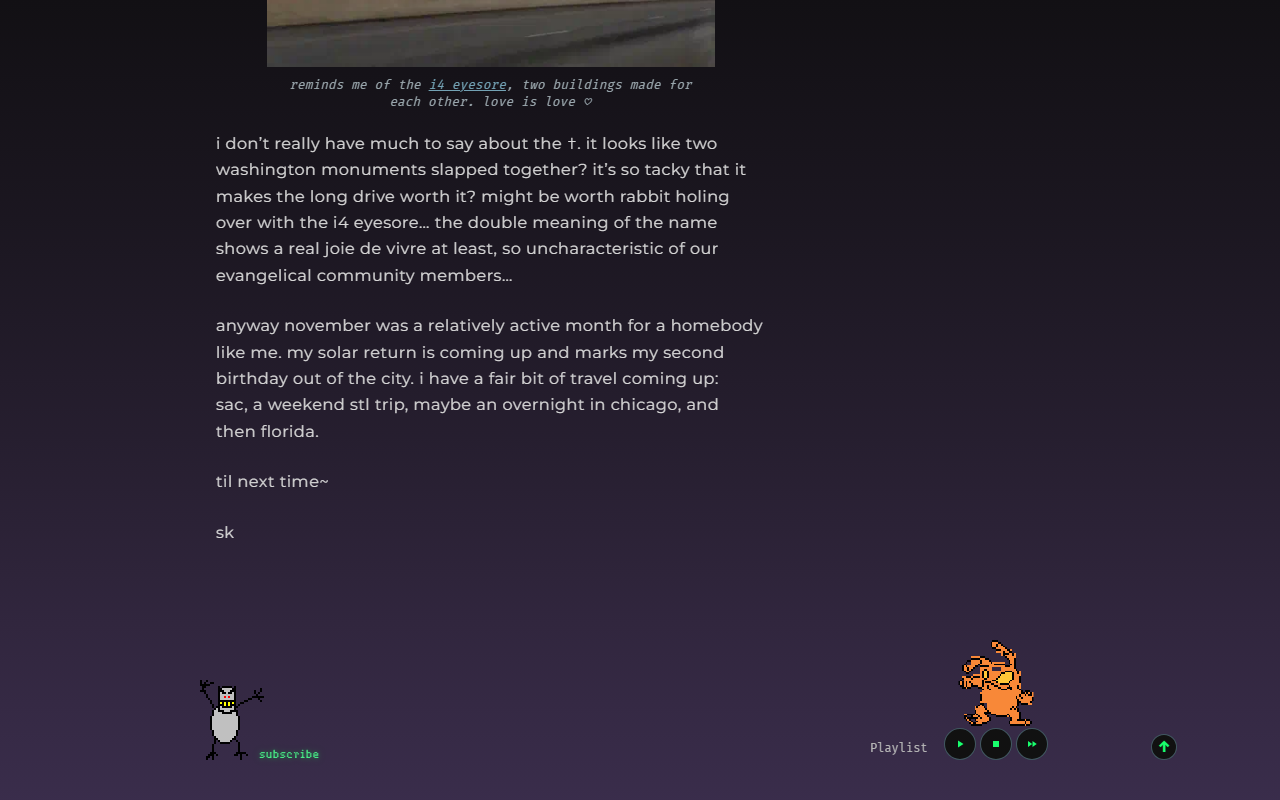 reminds me of the i4 eyesore, two buildings made for
each other. love is love ♡
i don’t really have much to say about the †. it looks like two
washington monuments slapped together? it’s so tacky that it
makes the long drive worth it? might be worth rabbit holing
over with the i4 eyesore… the double meaning of the name
shows a real joie de vivre at least, so uncharacteristic of our
evangelical community members…
anyway november was a relatively active month for a homebody
like me. my solar return is coming up and marks my second
birthday out of the city. i have a fair bit of travel coming up:
sac, a weekend stl trip, maybe an overnight in chicago, and
then florida.
til next time~
sk
subscribe
Playlist